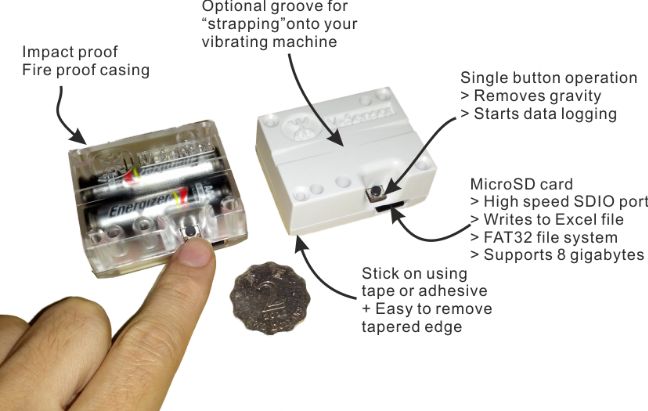 Optional groove for
“strapping”onto your
vibrating machine
Impact proof
Fire proof casing
Single button operation
> Removes gravity
> Starts data logging
MicroSD card
> High speed SDIO port
> Writes to Excel file
> FAT32 file system
> Supports 8 gigabytes
Stick on using
tape or adhesive
+ Easy to remove
tapered edge
Energizer
2